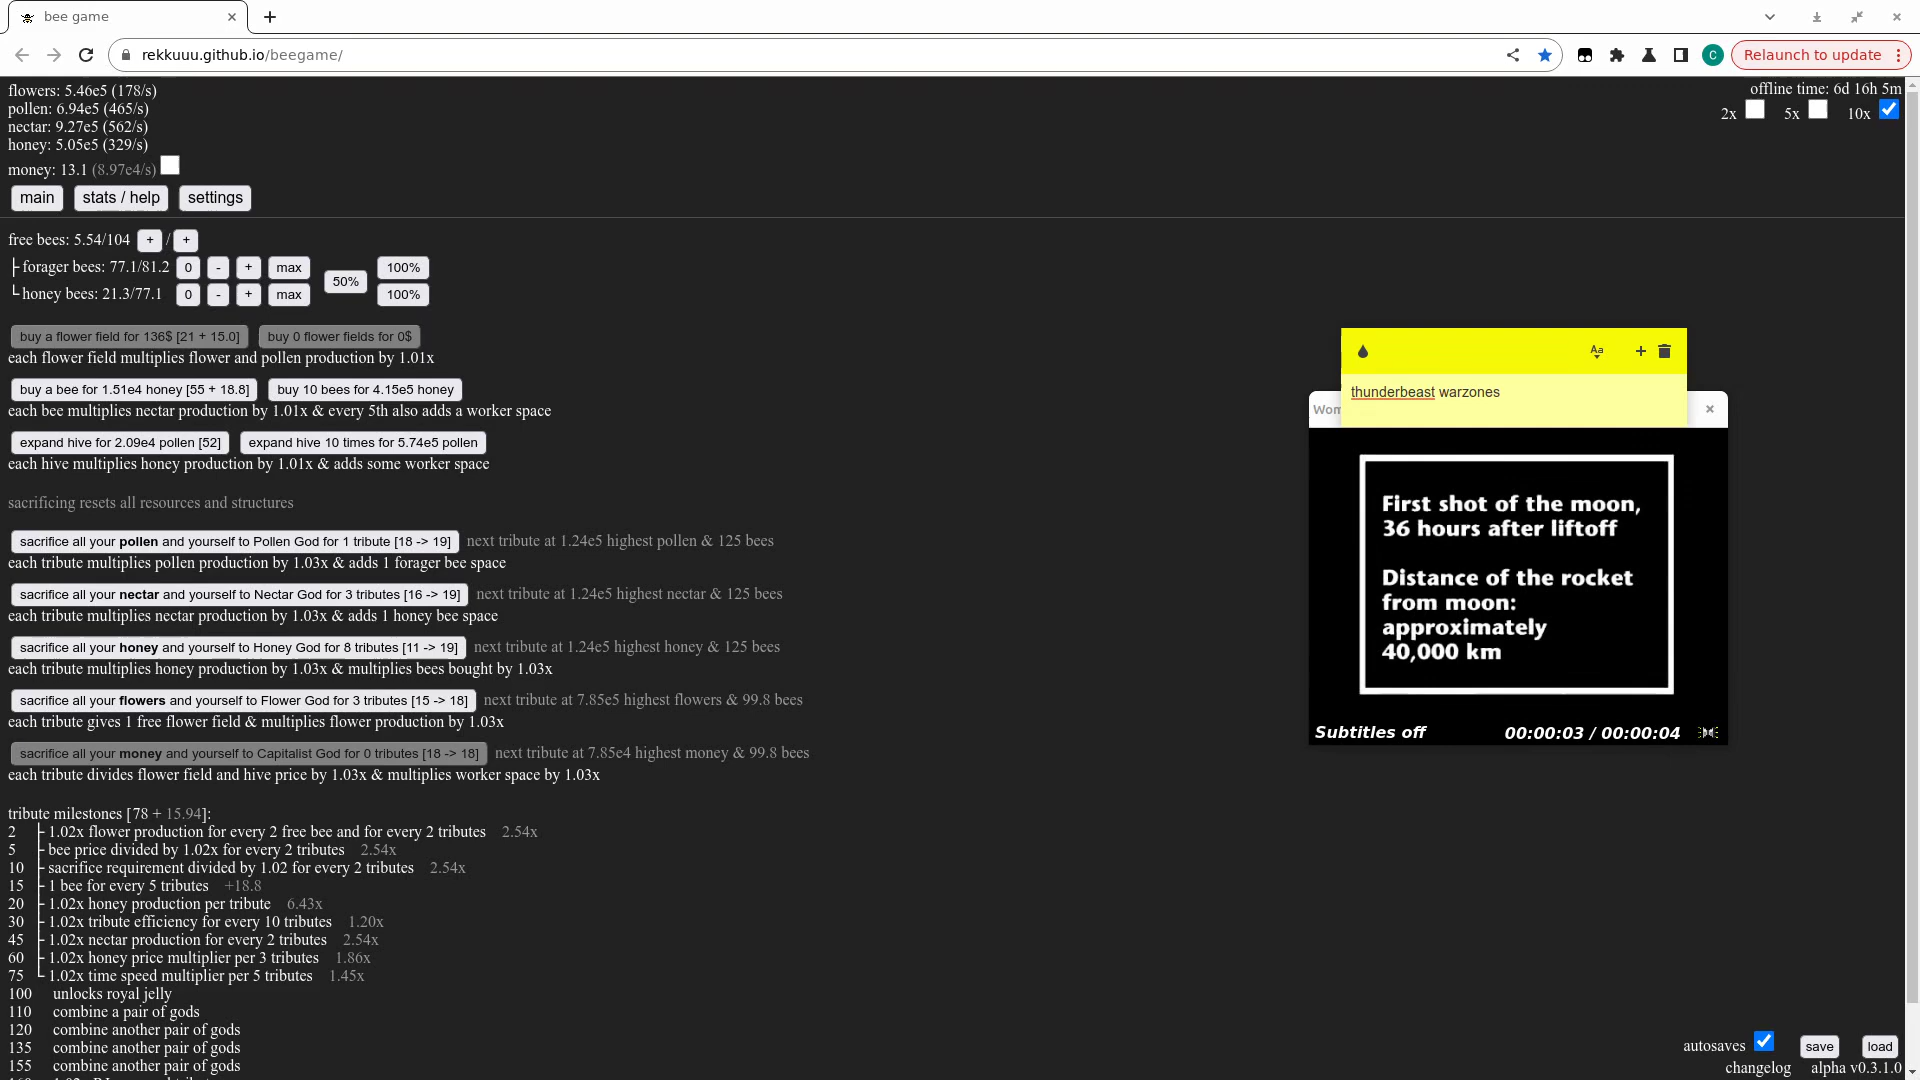 bee game
rekkuuu.github.io/beegame/
C
Relaunch to update
flowers: 5.46e5 (178/s)
pollen: 6.94e5 (465/s)
nectar: 9.27e5 (562/s)
honey: 5.05e5 (329/s)
money: 13.1 (8.97e4/s)
offline time: 6d 16h 5m
2x 5x 10x
main stats / help settings
free bees: 5.54/104 + / +
forager bees: 77.1/81.2 0 - + max 100%
50%
honey bees: 21.3/77.1 0 - + max 100%
buy a flower field for 136$ [21 + 15.0] buy 0 flower fields for 0$
each flower field multiplies flower and pollen production by 1.01x
buy a bee for 1.51e4 honey [55 + 18.8] buy 10 bees for 4.15e5 honey
each bee multiplies nectar production by 1.01x & every 5th also adds a worker space
expand hive for 2.09e4 pollen [52] expand hive 10 times for 5.74e5 pollen
each hive multiplies honey production by 1.01x & adds some worker space
sacrificing resets all resources and structures
sacrifice all your pollen and yourself to Pollen God for 1 tribute [18 -> 19] next tribute at 1.24e5 highest pollen & 125 bees
each tribute multiplies pollen production by 1.03x & adds 1 forager bee space
sacrifice all your nectar and yourself to Nectar God for 3 tributes [16 -> 19] next tribute at 1.24e5 highest nectar & 125 bees
each tribute multiplies nectar production by 1.03x & adds 1 honey bee space
sacrifice all your honey and yourself to Honey God for 8 tributes [11 -> 19] next tribute at 1.24e5 highest honey & 125 bees
each tribute multiplies honey production by 1.03x & multiplies bees bought by 1.03x
sacrifice all your flowers and yourself to Flower God for 3 tributes [15 -> 18] next tribute at 7.85e5 highest flowers & 99.8 bees
each tribute gives 1 free flower field & multiplies flower production by 1.03x
sacrifice all your money and yourself to Capitalist God for 0 tributes [18 -> 18] next tribute at 7.85e4 highest money & 99.8 bees
each tribute divides flower field and hive price by 1.03x & multiplies worker space by 1.03x
tribute milestones [78 + 15.94]:
2 1.02x flower production for every 2 free bee and for every 2 tributes 2.54x
5 bee price divided by 1.02x for every 2 tributes 2.54x
10 sacrifice requirement divided by 1.02 for every 2 tributes 2.54x
15 1 bee for every 5 tributes +18.8
20 1.02x honey production per tribute 6.43x
30 1.02x tribute efficiency for every 10 tributes 1.20x
45 1.02x nectar production for every 2 tributes 2.54x
60 1.02x honey price multiplier per 3 tributes 1.86x
75 1.02x time speed multiplier per 5 tributes 1.45x
100 unlocks royal jelly
110 combine a pair of gods
120 combine another pair of gods
135 combine another pair of gods
155 combine another pair of gods
Aa
thunderbeast warzones
First shot of the moon,
36 hours after liftoff
Distance of the rocket
from moon:
approximately
40,000 km
Subtitles off 00:00:03 / 00:00:04
autosaves save load
changelog alpha v0.3.1.0